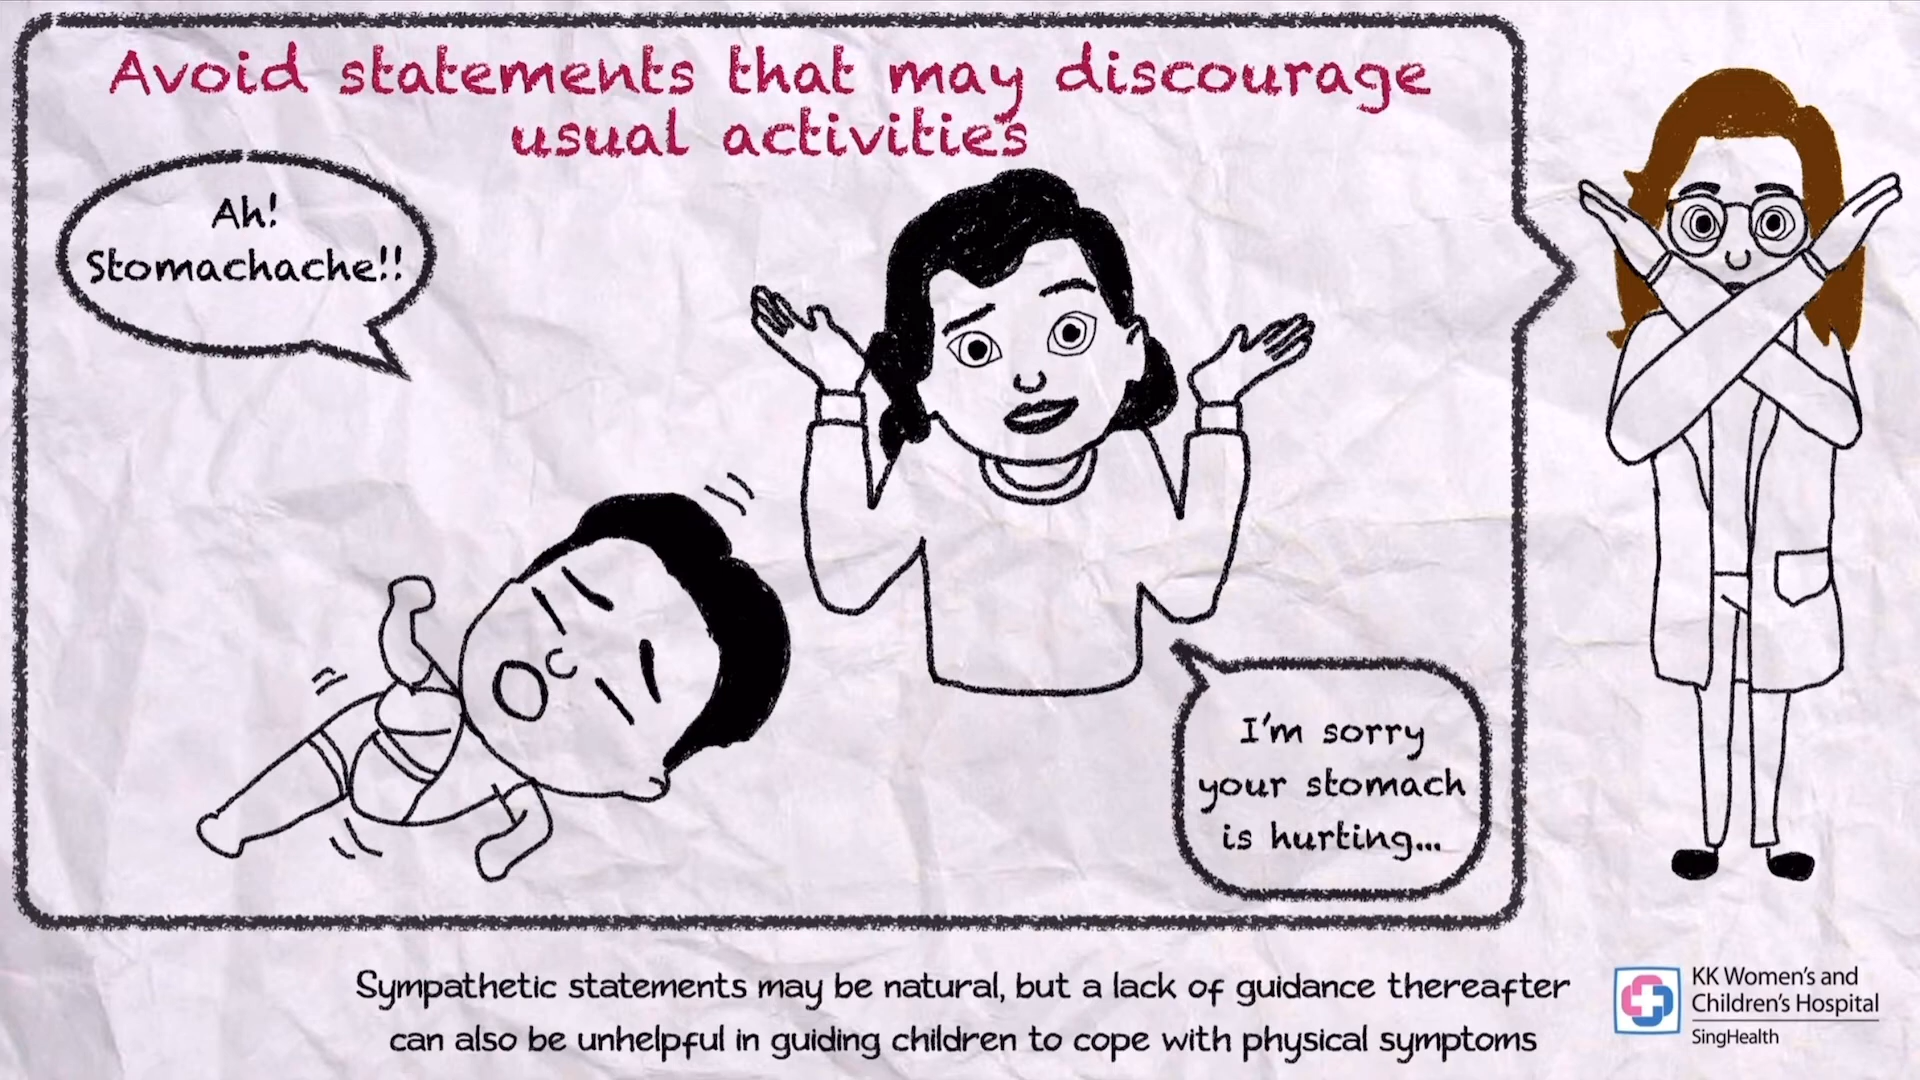 Avoid statements that may discourage
usual activities
Ah!
Stomachache!!
I'm sorry
your stomach
is hurting...
Sympathetic statements may be natural, but a lack of guidance thereafter
can also be unhelpful in guiding children to cope with physical symptoms
KK Women's and
Children's Hospital
SingHealth